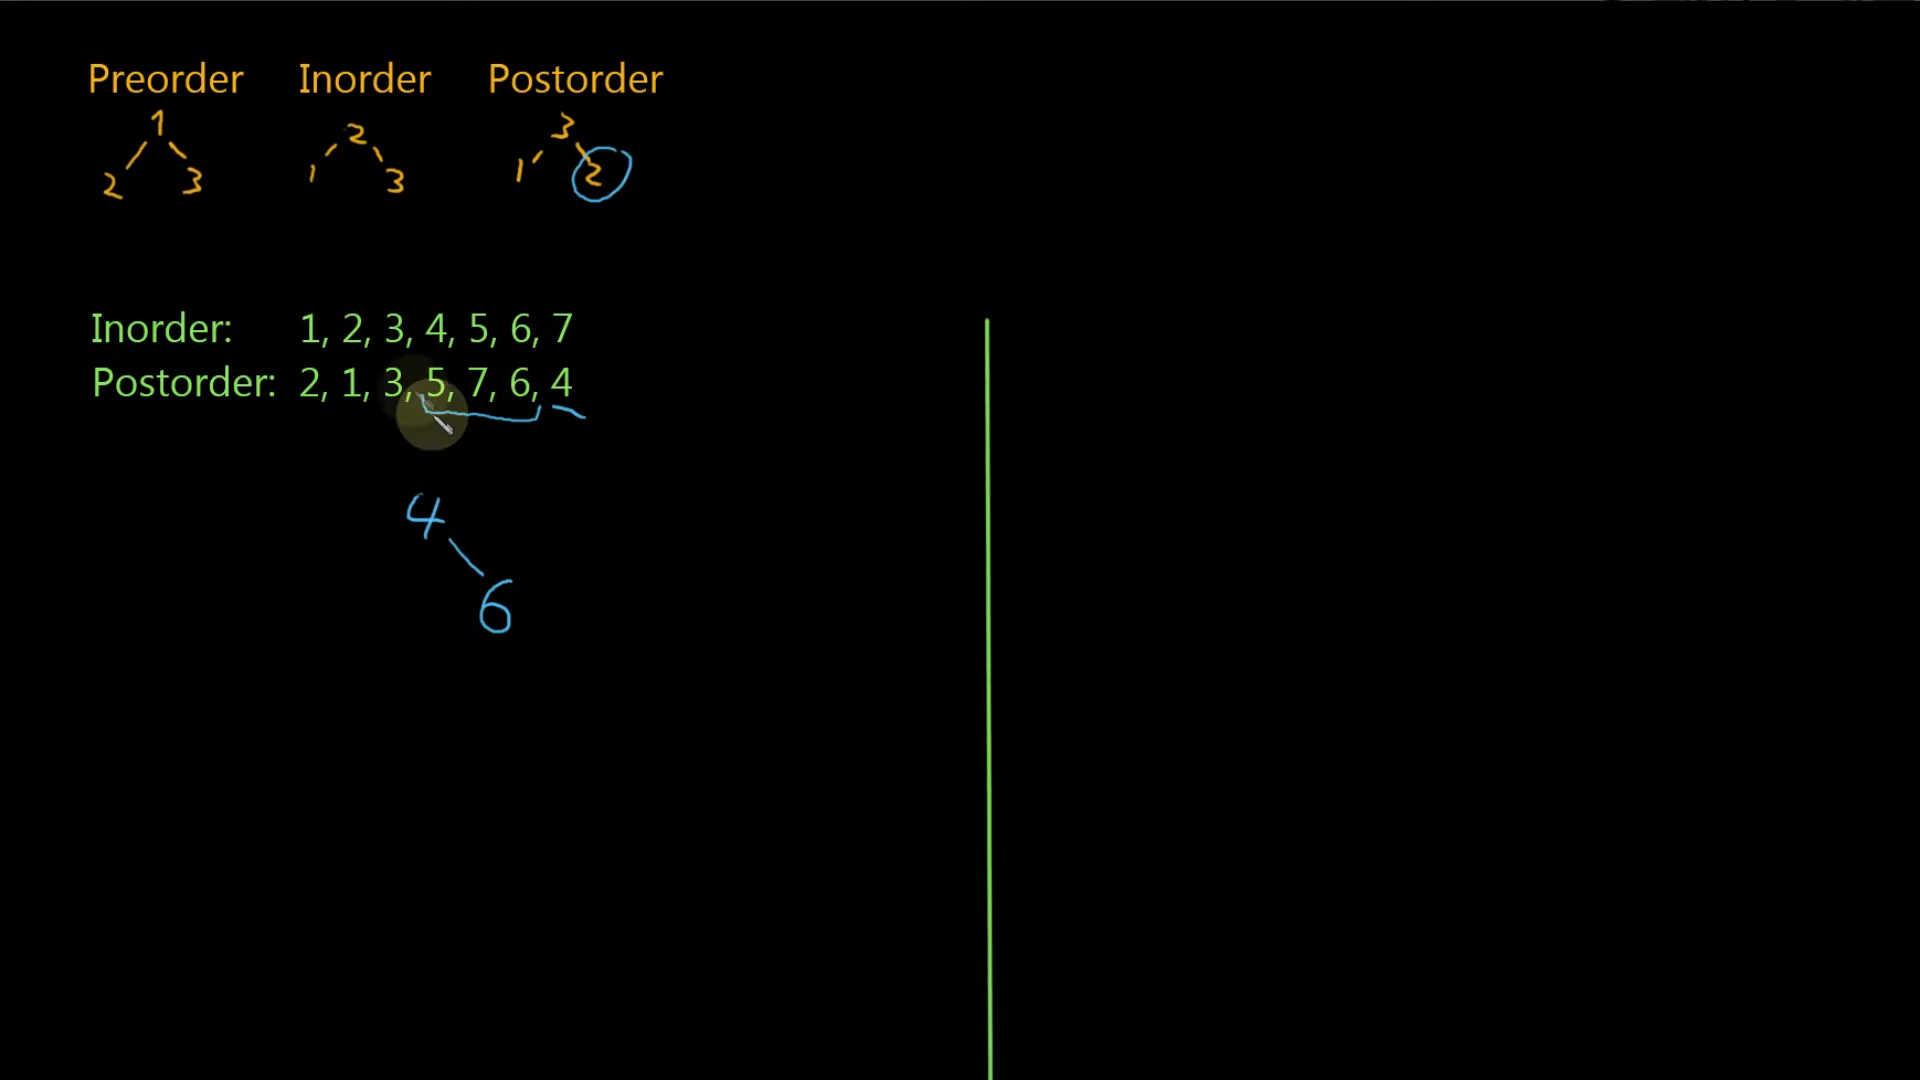 Preorder Inorder Postorder
1 2 3
2 3 1 3 1 2
Inorder: 1, 2, 3, 4, 5, 6, 7
Postorder: 2, 1, 3, 5, 7, 6, 4
4
6